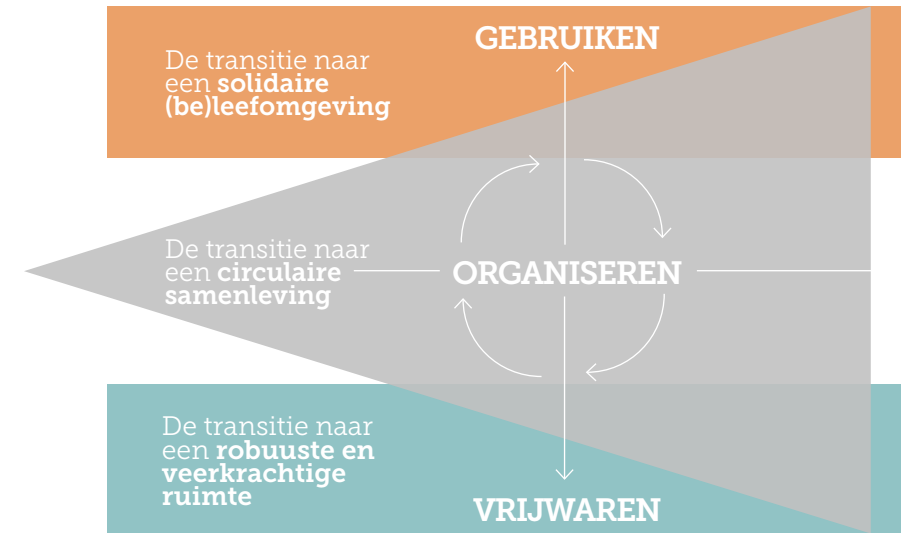 De transitie naar
een solidaire
(be)leefomgeving
GEBRUIKEN
De transitie naar
een circulaire
samenleving
ORGANISEREN
De transitie naar
een robuuste en
veerkrachtige
ruimte
VRIJWAREN